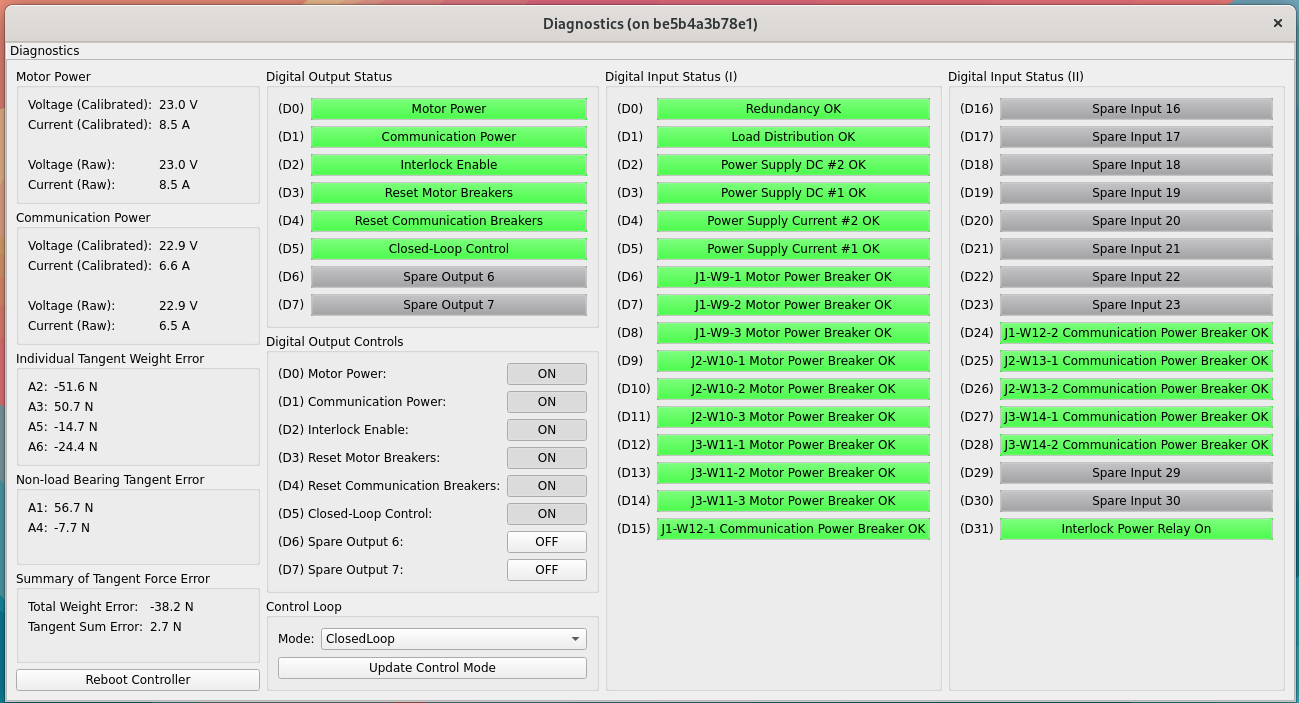 Diagnostics (on be5b4a3b78e1)
Diagnostics
Motor Power
Voltage (Calibrated): 23.0 V
Current (Calibrated): 8.5 A
Voltage (Raw): 23.0 V
Current (Raw): 8.5 A
Communication Power
Voltage (Calibrated): 22.9 V
Current (Calibrated): 6.6 A
Voltage (Raw): 22.9 V
Current (Raw): 6.5 A
Individual Tangent Weight Error
A2: -51.6 N
A3: 50.7 N
A5: -14.7 N
A6: -24.4 N
Non-load Bearing Tangent Error
A1: 56.7 N
A4: -7.7 N
Summary of Tangent Force Error
Total Weight Error: -38.2 N
Tangent Sum Error: 2.7 N
Reboot Controller
Digital Output Status
(D0) Motor Power
(D1) Communication Power
(D2) Interlock Enable
(D3) Reset Motor Breakers
(D4) Reset Communication Breakers
(D5) Closed-Loop Control
(D6) Spare Output 6
(D7) Spare Output 7
Digital Output Controls
(D0) Motor Power: ON
(D1) Communication Power: ON
(D2) Interlock Enable: ON
(D3) Reset Motor Breakers: ON
(D4) Reset Communication Breakers: ON
(D5) Closed-Loop Control: ON
(D6) Spare Output 6: OFF
(D7) Spare Output 7: OFF
Control Loop
Mode: ClosedLoop
Update Control Mode
Digital Input Status (I)
(D0) Redundancy OK
(D1) Load Distribution OK
(D2) Power Supply DC #2 OK
(D3) Power Supply DC #1 OK
(D4) Power Supply Current #2 OK
(D5) Power Supply Current #1 OK
(D6) J1-W9-1 Motor Power Breaker OK
(D7) J1-W9-2 Motor Power Breaker OK
(D8) J1-W9-3 Motor Power Breaker OK
(D9) J2-W10-1 Motor Power Breaker OK
(D10) J2-W10-2 Motor Power Breaker OK
(D11) J2-W10-3 Motor Power Breaker OK
(D12) J3-W11-1 Motor Power Breaker OK
(D13) J3-W11-2 Motor Power Breaker OK
(D14) J3-W11-3 Motor Power Breaker OK
(D15) J1-W12-1 Communication Power Breaker OK
Digital Input Status (II)
(D16) Spare Input 16
(D17) Spare Input 17
(D18) Spare Input 18
(D19) Spare Input 19
(D20) Spare Input 20
(D21) Spare Input 21
(D22) Spare Input 22
(D23) Spare Input 23
(D24) J1-W12-2 Communication Power Breaker OK
(D25) J2-W13-1 Communication Power Breaker OK
(D26) J2-W13-2 Communication Power Breaker OK
(D27) J3-W14-1 Communication Power Breaker OK
(D28) J3-W14-2 Communication Power Breaker OK
(D29) Spare Input 29
(D30) Spare Input 30
(D31) Interlock Power Relay On